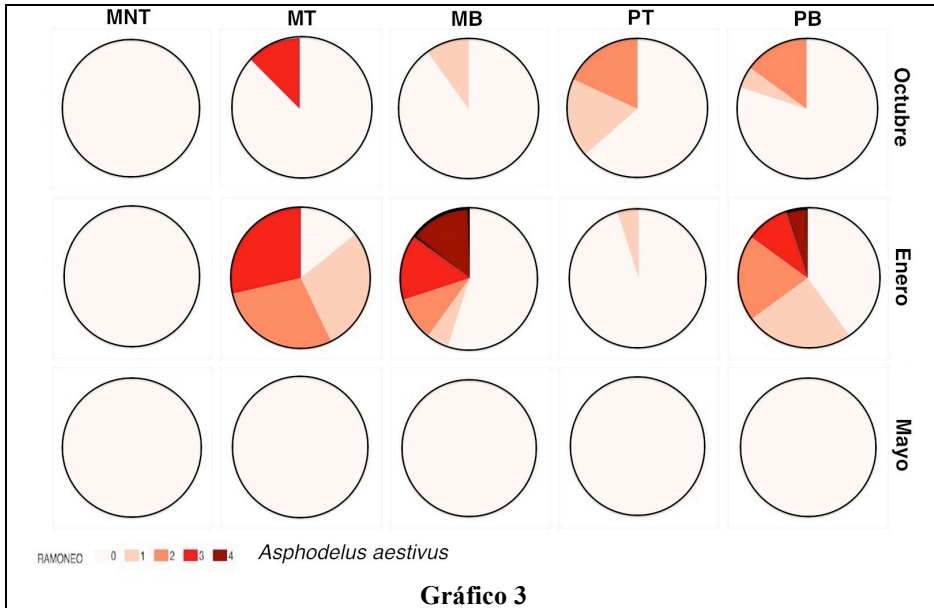 MNT MT MB PT PB
Octubre
Enero
Mayo
RAMONEO 0 1 2 3 4 Asphodelus aestivus
Gráfico 3